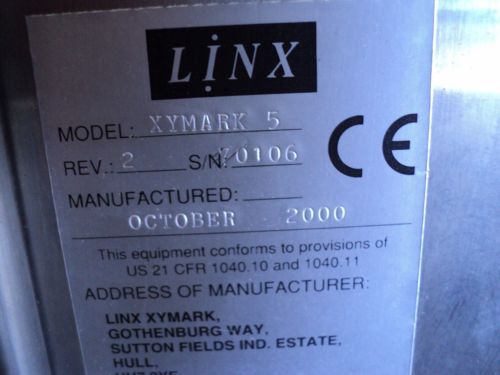 LINX
MODEL: XYMARK 5
REV.: 2 S/N: 70106
MANUFACTURED:
OCTOBER 2000
CE
This equipment conforms to provisions of
US 21 CFR 1040.10 and 1040.11
ADDRESS OF MANUFACTURER:
LINX XYMARK,
GOTHENBURG WAY,
SUTTON FIELDS IND. ESTATE,
HULL,